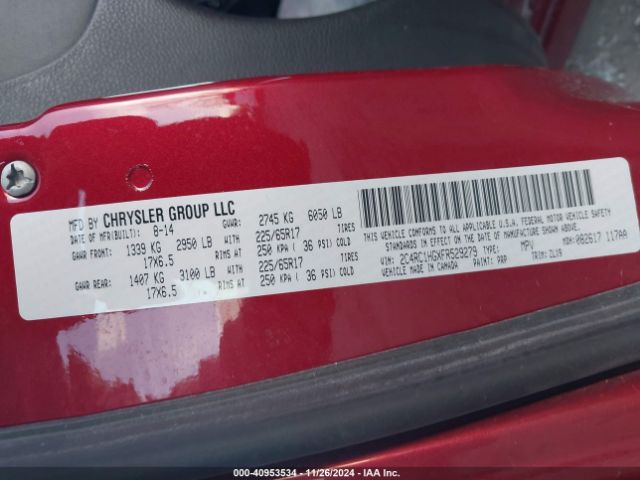 MFD BY CHRYSLER GROUP LLC
DATE OF MFR(BUILT): 8-14 GVWR: 2745 KG 6050 LB
GAWR FRONT: 1339 KG 2950 LB WITH 225/65R17 TIRES
17X6.5 RIMS AT 250 KPA ( 36 PSI) COLD
GAWR REAR: 1407 KG 3100 LB WITH 225/65R17 TIRES
17X6.5 RIMS AT 250 KPA ( 36 PSI) COLD
THIS VEHICLE CONFORMS TO ALL APPLICABLE U.S.A. FEDERAL MOTOR VEHICLE SAFETY
STANDARDS IN EFFECT ON THE DATE OF MANUFACTURE SHOWN ABOVE.
VIN: 2C4RC1HGXFR529279 TYPE: MPV MDH: 082617 117AA
MADE IN CANADA PAINT: PRP TRIM: ZLV9
© - 40953534 - 11/26/2024 - IAA Inc.